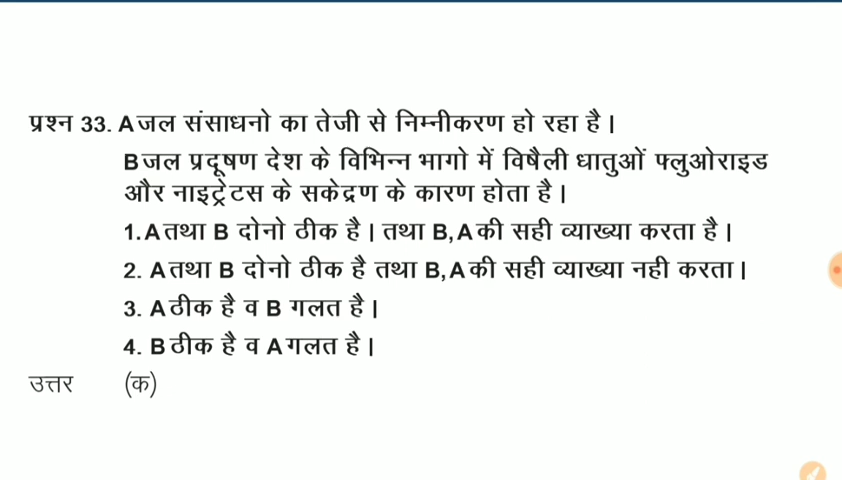 प्रश्न 33. A जल संसाधनो का तेजी से निम्नीकरण हो रहा है।
B जल प्रदूषण देश के विभिन्न भागो में विषैली धातुओं फ्लुओराइड
और नाइट्रेटस के सकेद्रण के कारण होता है।
1. A तथा B दोनो ठीक है। तथा B, A की सही व्याख्या करता है।
2. A तथा B दोनो ठीक है तथा B, A की सही व्याख्या नही करता।
3. A ठीक है व B गलत है।
4. B ठीक है व A गलत है।
उत्तर (क)